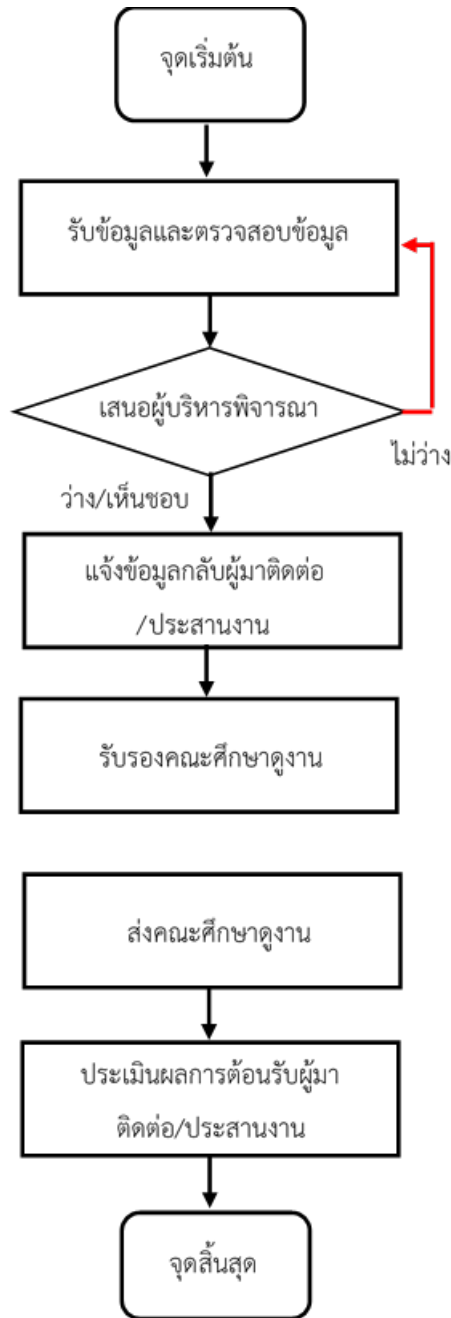 จุดเริ่มต้น
รับข้อมูลและตรวจสอบข้อมูล
เสนอผู้บริหารพิจารณา
ไม่ว่าง
ว่าง/เห็นชอบ
แจ้งข้อมูลกลับผู้มาติดต่อ
/ประสานงาน
รับรองคณะศึกษาดูงาน
ส่งคณะศึกษาดูงาน
ประเมินผลการต้อนรับผู้มา
ติดต่อ/ประสานงาน
จุดสิ้นสุด